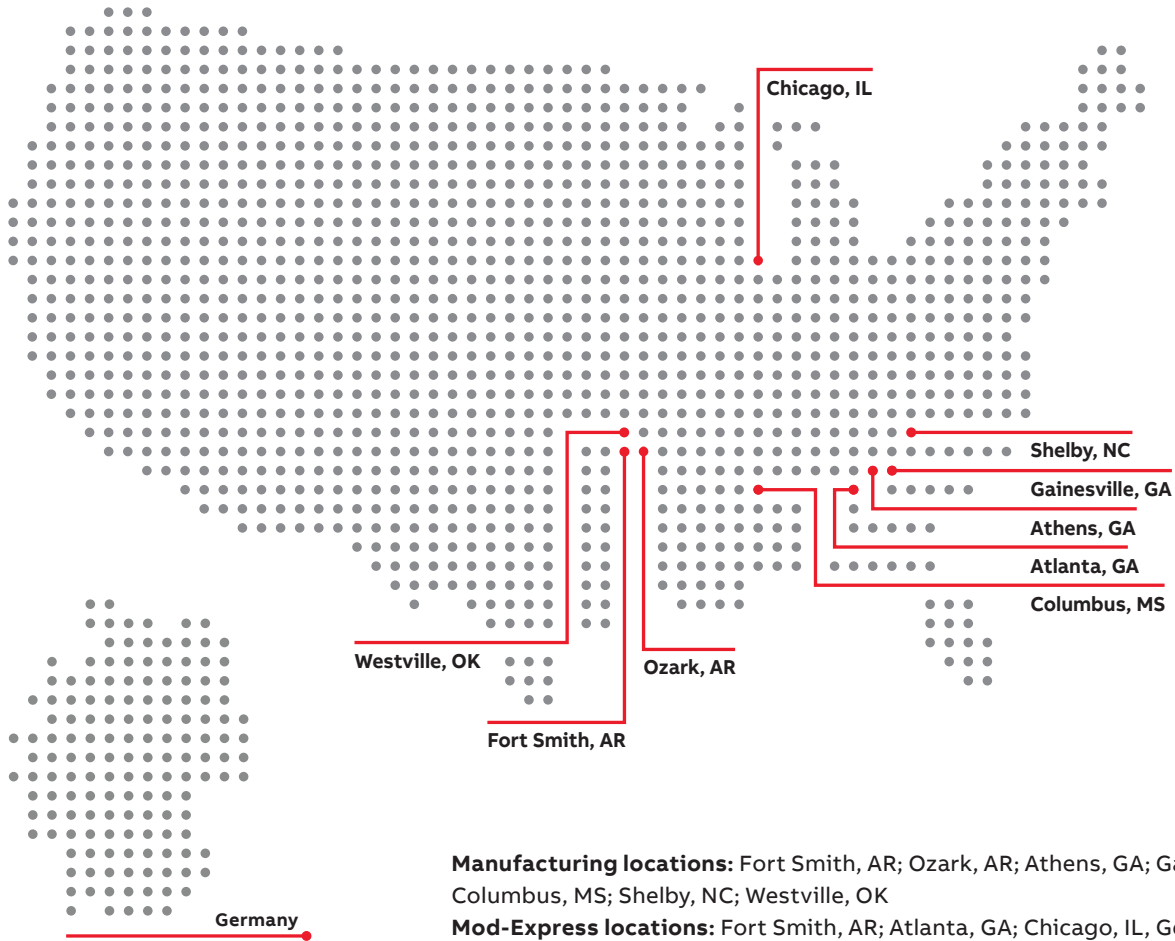 Chicago, IL
Shelby, NC
Gainesville, GA
Athens, GA
Atlanta, GA
Columbus, MS
Westville, OK
Ozark, AR
Fort Smith, AR
Germany
Manufacturing locations: Fort Smith, AR; Ozark, AR; Athens, GA;
Columbus, MS; Shelby, NC; Westville, OK
Mod-Express locations: Fort Smith, AR; Atlanta, GA; Chicago, IL,